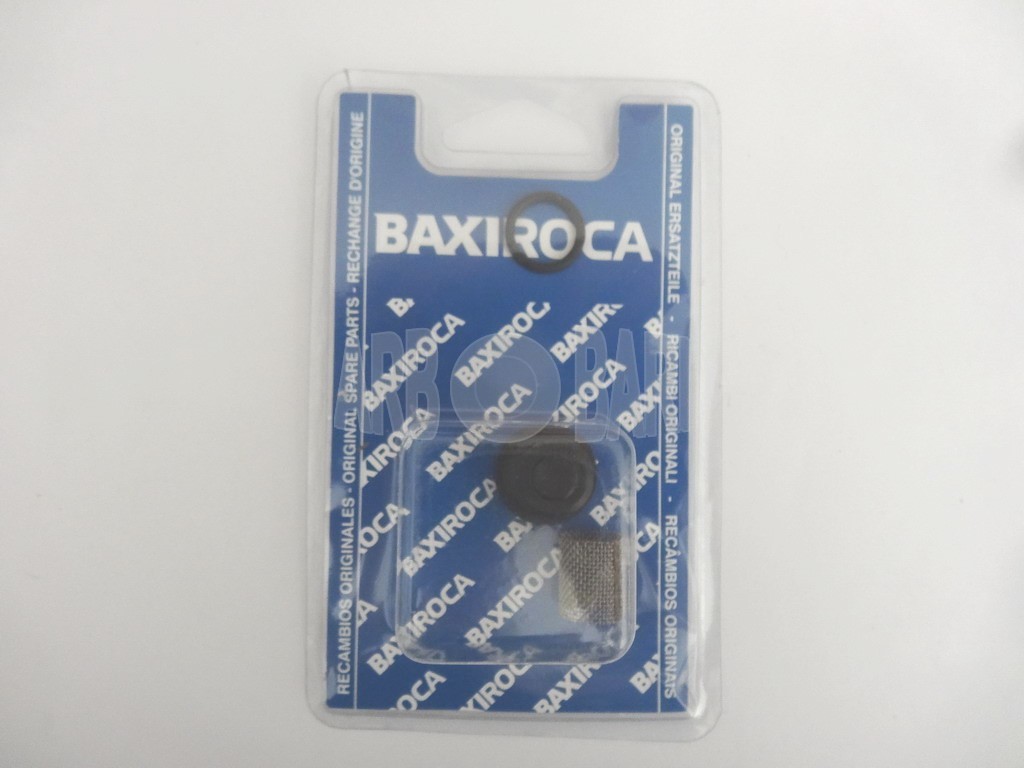 BAXIROCA
RECAMBIOS ORIGINALES - ORIGINAL SPARE PARTS - RECHANGE D'ORIGINE
ORIGINAL ERSATZTEILE - RICAMBI ORIGINALI - RECÂMBIOS ORIGINAIS
BAXIROCA
BAXIROCA
BAXIROCA
BAXIROCA
BAXIROCA
BAXIROCA
BAXIROCA